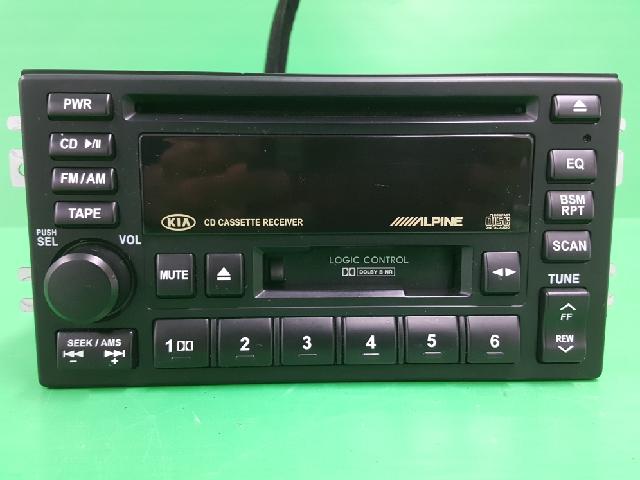 PWR
CD
FM/AM
TAPE
KIA CD CASSETTE RECEIVER
ALPINE
disc
EQ
BSM
RPT
SCAN
PUSH
SEL
VOL
MUTE
LOGIC CONTROL
DOLBY B NR
TUNE
FF
REW
SEEK / AMS
- +
1 2 3 4 5 6